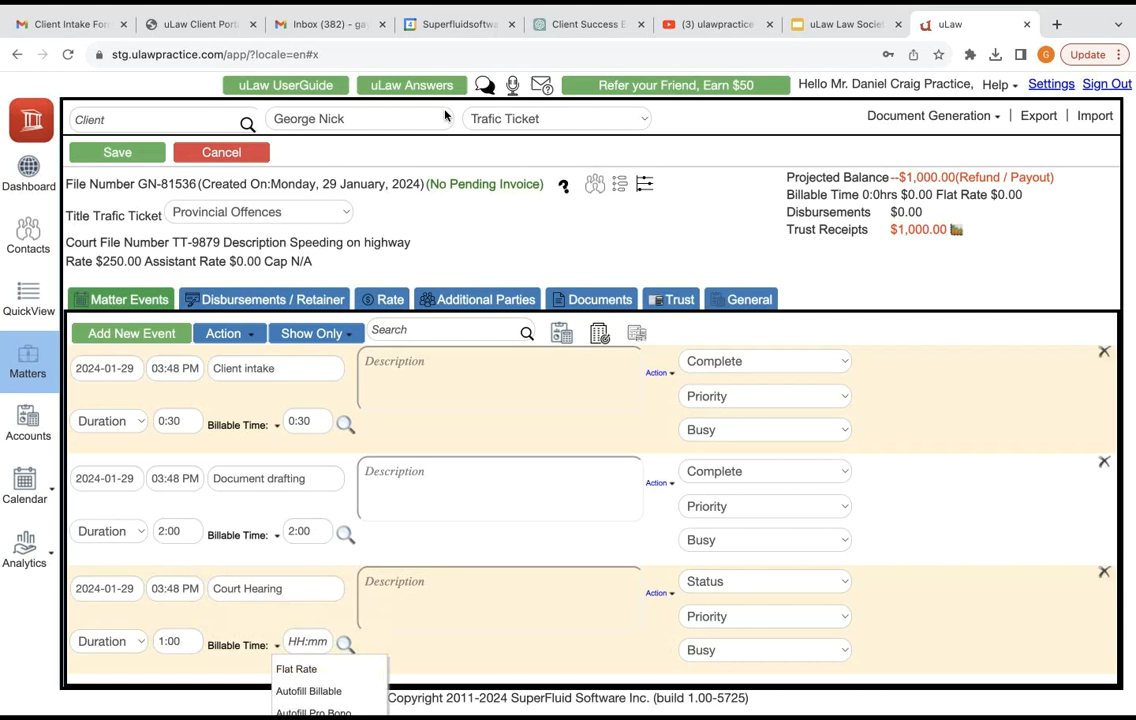 Client Intake For
uLaw Client Porta
Inbox (382) - ga
Superfluidsoftwa
Client Success E
(3) ulawpractice
uLaw Law Societ
uLaw
stg.ulawpractice.com/app/?locale=en#x
G
Update
uLaw UserGuide
uLaw Answers
Refer your Friend, Earn $50
Hello Mr. Daniel Craig Practice,
Help
Settings
Sign Out
Client
George Nick
Trafic Ticket
Document Generation | Export | Import
Save
Cancel
File Number GN-81536(Created On:Monday, 29 January, 2024)(No Pending Invoice)
Title Trafic Ticket
Provincial Offences
Court File Number TT-9879 Description Speeding on highway
Rate $250.00 Assistant Rate $0.00 Cap N/A
Projected Balance--$1,000.00(Refund / Payout)
Billable Time 0:0hrs $0.00 Flat Rate $0.00
Disbursements $0.00
Trust Receipts $1,000.00
Dashboard
Contacts
QuickView
Matters
Accounts
Calendar
Analytics
Matter Events
Disbursements / Retainer
Rate
Additional Parties
Documents
Trust
General
Add New Event
Action
Show Only
Search
2024-01-29
03:48 PM
Client intake
Description
Action
Complete
Priority
Busy
Duration
0:30
Billable Time:
0:30
2024-01-29
03:48 PM
Document drafting
Description
Action
Complete
Priority
Busy
Duration
2:00
Billable Time:
2:00
2024-01-29
03:48 PM
Court Hearing
Description
Action
Status
Priority
Busy
Duration
1:00
Billable Time:
HH:mm
Flat Rate
Autofill Billable
Autofill Pro Bono
Copyright 2011-2024 SuperFluid Software Inc. (build 1.00-5725)